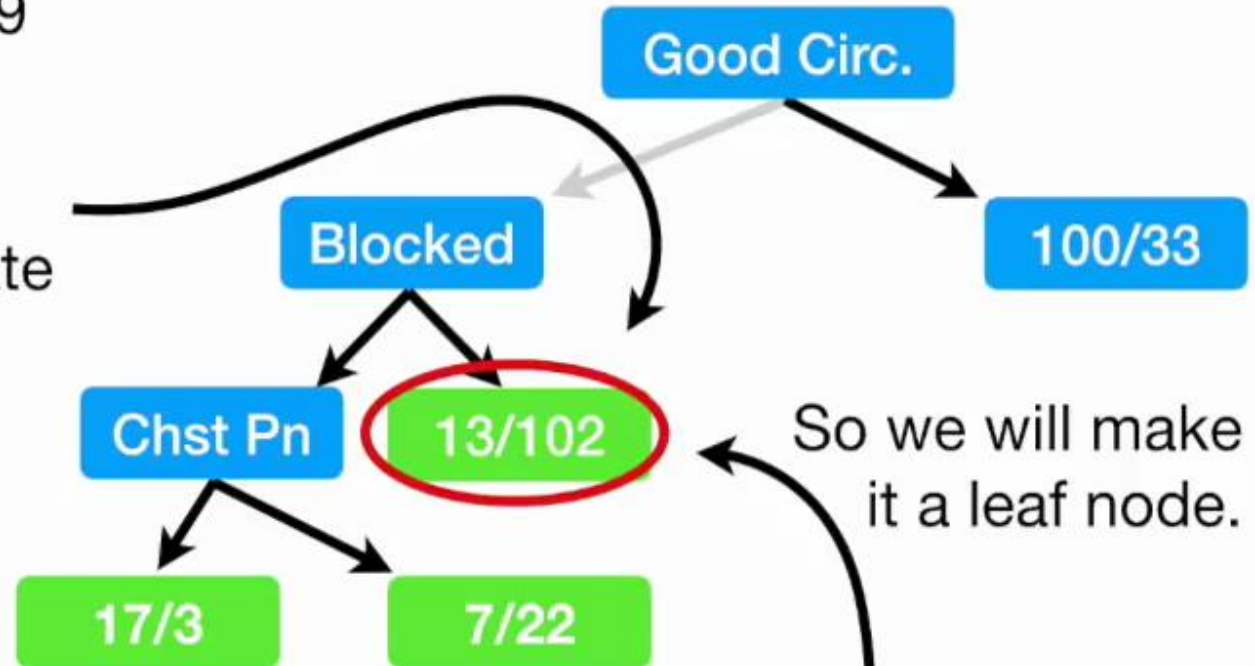 g
Good Circ.
te
Blocked
100/33
Chst Pn
13/102
So we will make
it a leaf node.
17/3
7/22